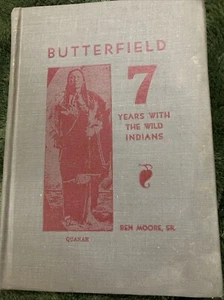 BUTTERFIELD
7
YEARS WITH
THE WILD
INDIANS
BEN MOORE, SR.
QUANAH